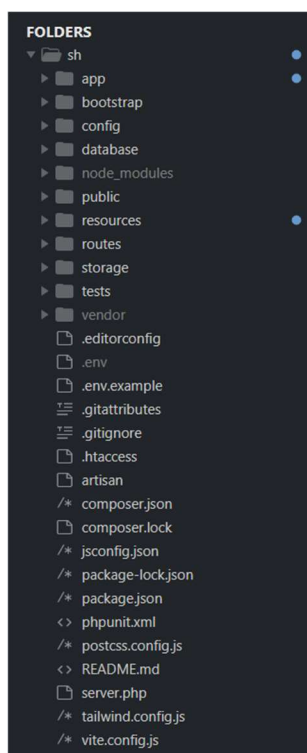 FOLDERS
sh
app
bootstrap
config
database
node_modules
public
resources
routes
storage
tests
vendor
.editorconfig
.env
.env.example
.gitattributes
.gitignore
.htaccess
artisan
/* composer.json
composer.lock
/* jsconfig.json
/* package-lock.json
/* package.json
<> phpunit.xml
/* postcss.config.js
<> README.md
server.php
/* tailwind.config.js
/* vite.config.js